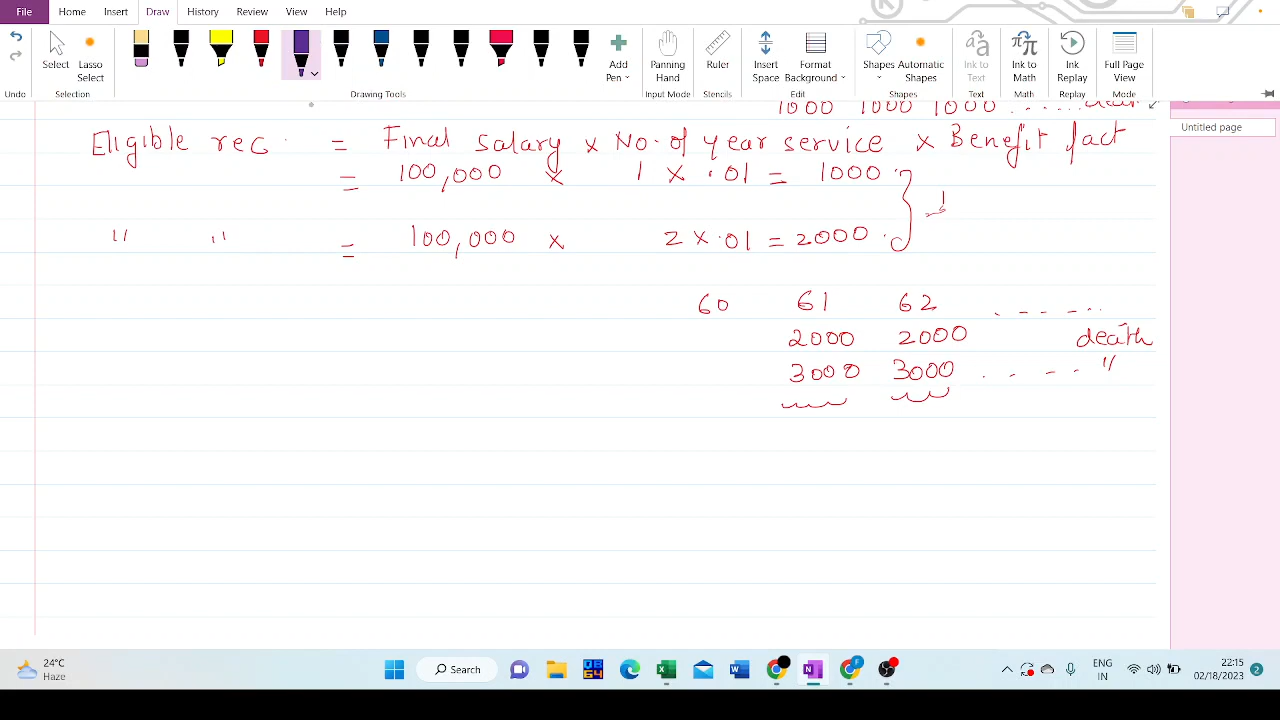 File Home Insert Draw History Review View Help
Select Lasso Select Add Pen Panning Hand Ruler Insert Space Format Background Shapes Automatic Shapes Ink to Text Ink to Math Ink Replay Full Page View
Undo Selection Drawing Tools Input Mode Stencils Edit Shapes Text Math Replay Mode
1000 1000 1000 ......
Untitled page
Eligible rec = Final salary x No. of year service x Benefit fact
= 100,000 x 1 x .01 = 1000
1
" " = 100,000 x 2 x .01 = 2000
60 61 62 ......
2000 2000 death
3000 3000 ..... "
24°C
Haze
Search
ENG
IN
22:15
02/18/2023
2